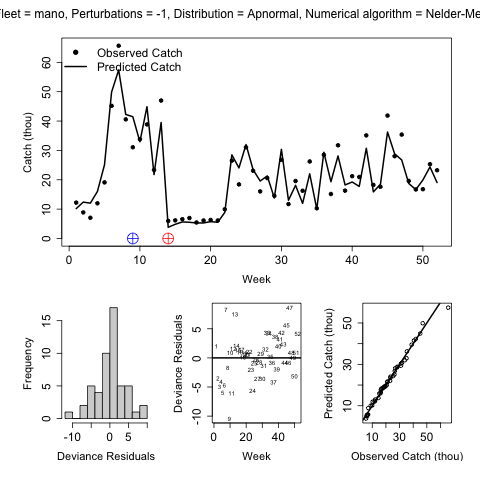 leet = mano, Perturbations = -1, Distribution = Apnormal, Numerical algorithm = Nelder-Me
Observed Catch
Predicted Catch
Catch (thou)
0 10 20 30 40 50 60
0 10 20 30 40 50
Week
Frequency
0 5 10 15
-10 -5 0 5 10
Deviance Residuals
Deviance Residuals
-10 -5 0 5
0 20 40
Week
Predicted Catch (thou)
10 30 50
10 30 50
Observed Catch (thou)